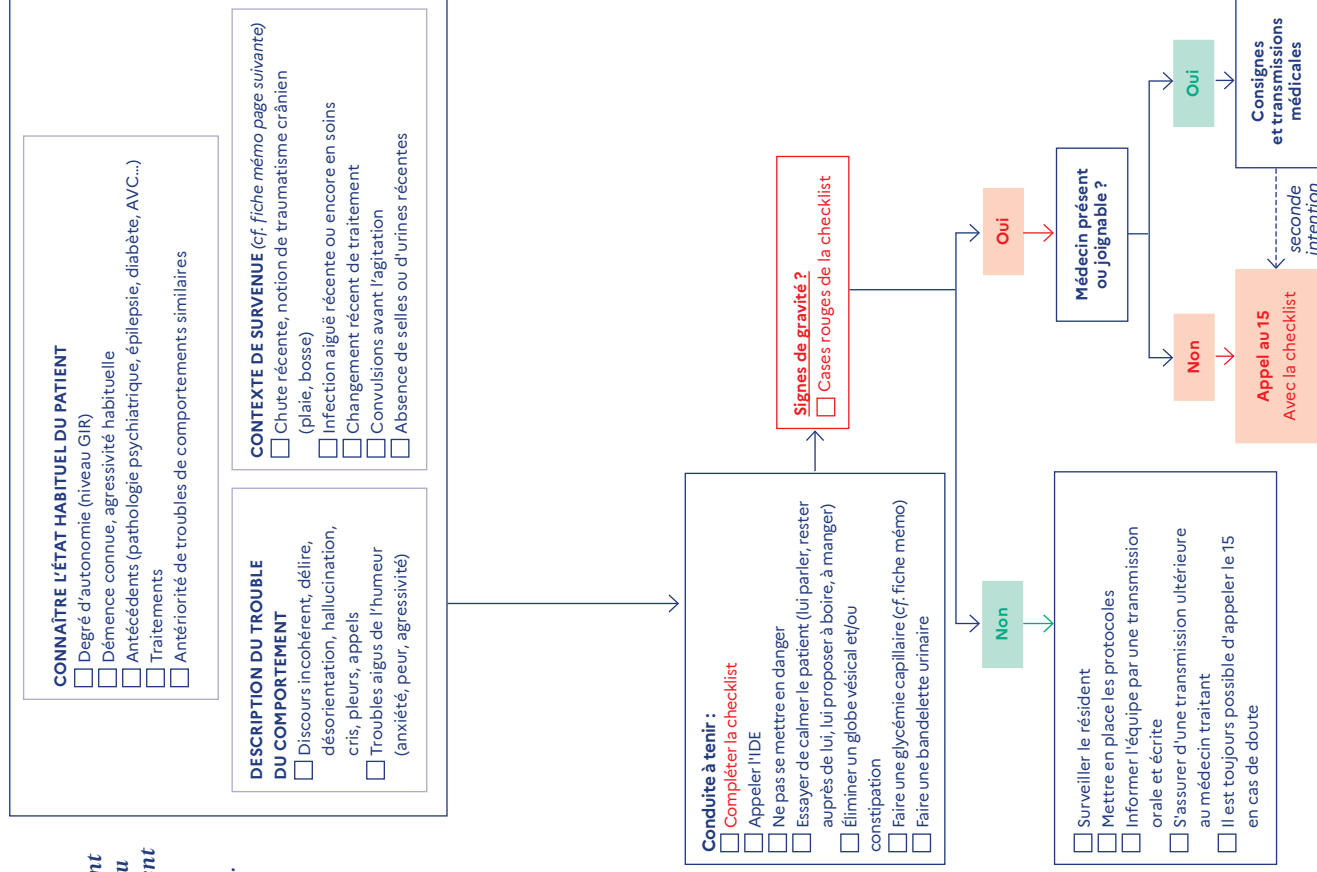 nt
u
nt
.
CONNAÎTRE L'ÉTAT HABITUEL DU PATIENT
Degré d'autonomie (niveau GIR)
Démence connue, agressivité habituelle
Antécédents (pathologie psychiatrique, épilepsie, diabète, AVC...)
Traitements
Antériorité de troubles de comportements similaires
DESCRIPTION DU TROUBLE
DU COMPORTEMENT
Discours incohérent, délire,
désorientation, hallucination,
cris, pleurs, appels
Troubles aigus de l'humeur
(anxiété, peur, agressivité)
CONTEXTE DE SURVENUE (cf. fiche mémo page suivante)
Chute récente, notion de traumatisme crânien
(plaie, bosse)
Infection aiguë récente ou encore en soins
Changement récent de traitement
Convulsions avant l'agitation
Absence de selles ou d'urines récentes
Conduite à tenir :
Compléter la checklist
Appeler l'IDE
Ne pas se mettre en danger
Essayer de calmer le patient (lui parler, rester
auprès de lui, lui proposer à boire, à manger)
Éliminer un globe vésical et/ou
constipation
Faire une glycémie capillaire (cf. fiche mémo)
Faire une bandelette urinaire
Signes de gravité ?
Cases rouges de la checklist
Non
Oui
Surveiller le résident
Mettre en place les protocoles
Informer l'équipe par une transmission
orale et écrite
S'assurer d'une transmission ultérieure
au médecin traitant
Il est toujours possible d'appeler le 15
en cas de doute
Médecin présent
ou joignable ?
Non
Oui
Appel au 15
Avec la checklist
seconde
intention
Consignes
et transmissions
médicales